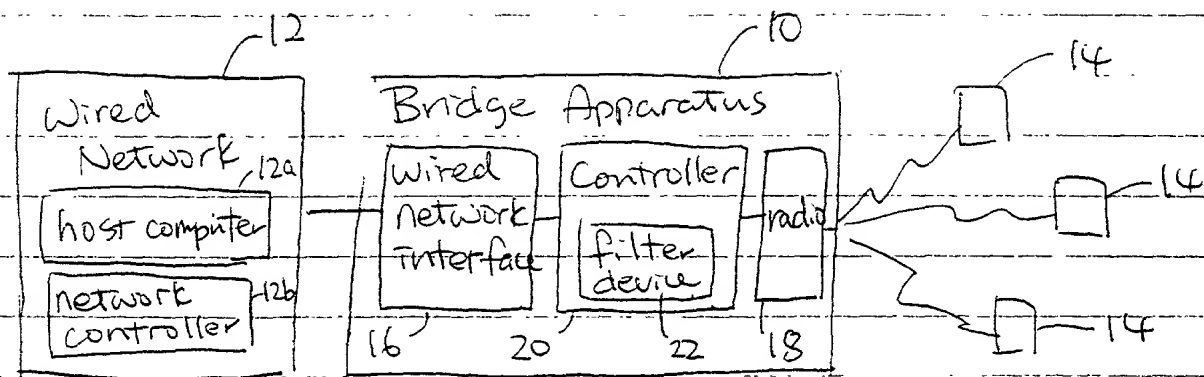 12
10
14
Wired
Network
12a
host computer
network
controller
12b
Bridge Apparatus
Wired
network
interface
Controller
filter
device
radio
14
14
16
20
22
18